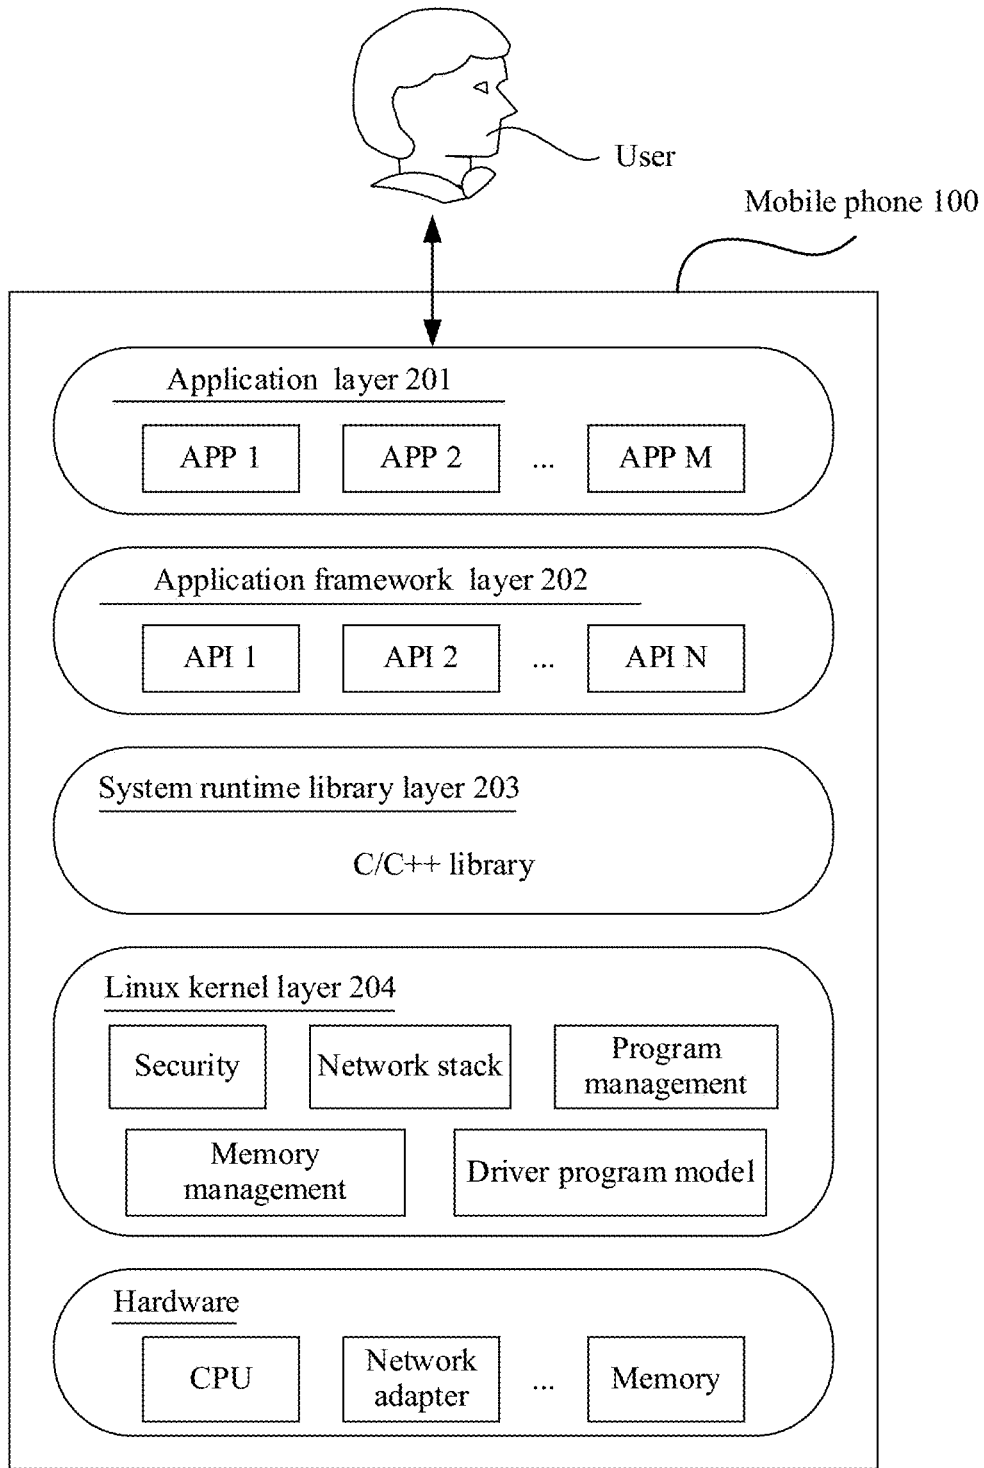 User
Mobile phone 100
Application layer 201
APP 1 APP 2 ... APP M
Application framework layer 202
API 1 API 2 ... API N
System runtime library layer 203
C/C++ library
Linux kernel layer 204
Security
Network stack
Program
management
Memory
management
Driver program model
Hardware
CPU
Network
adapter
...
Memory